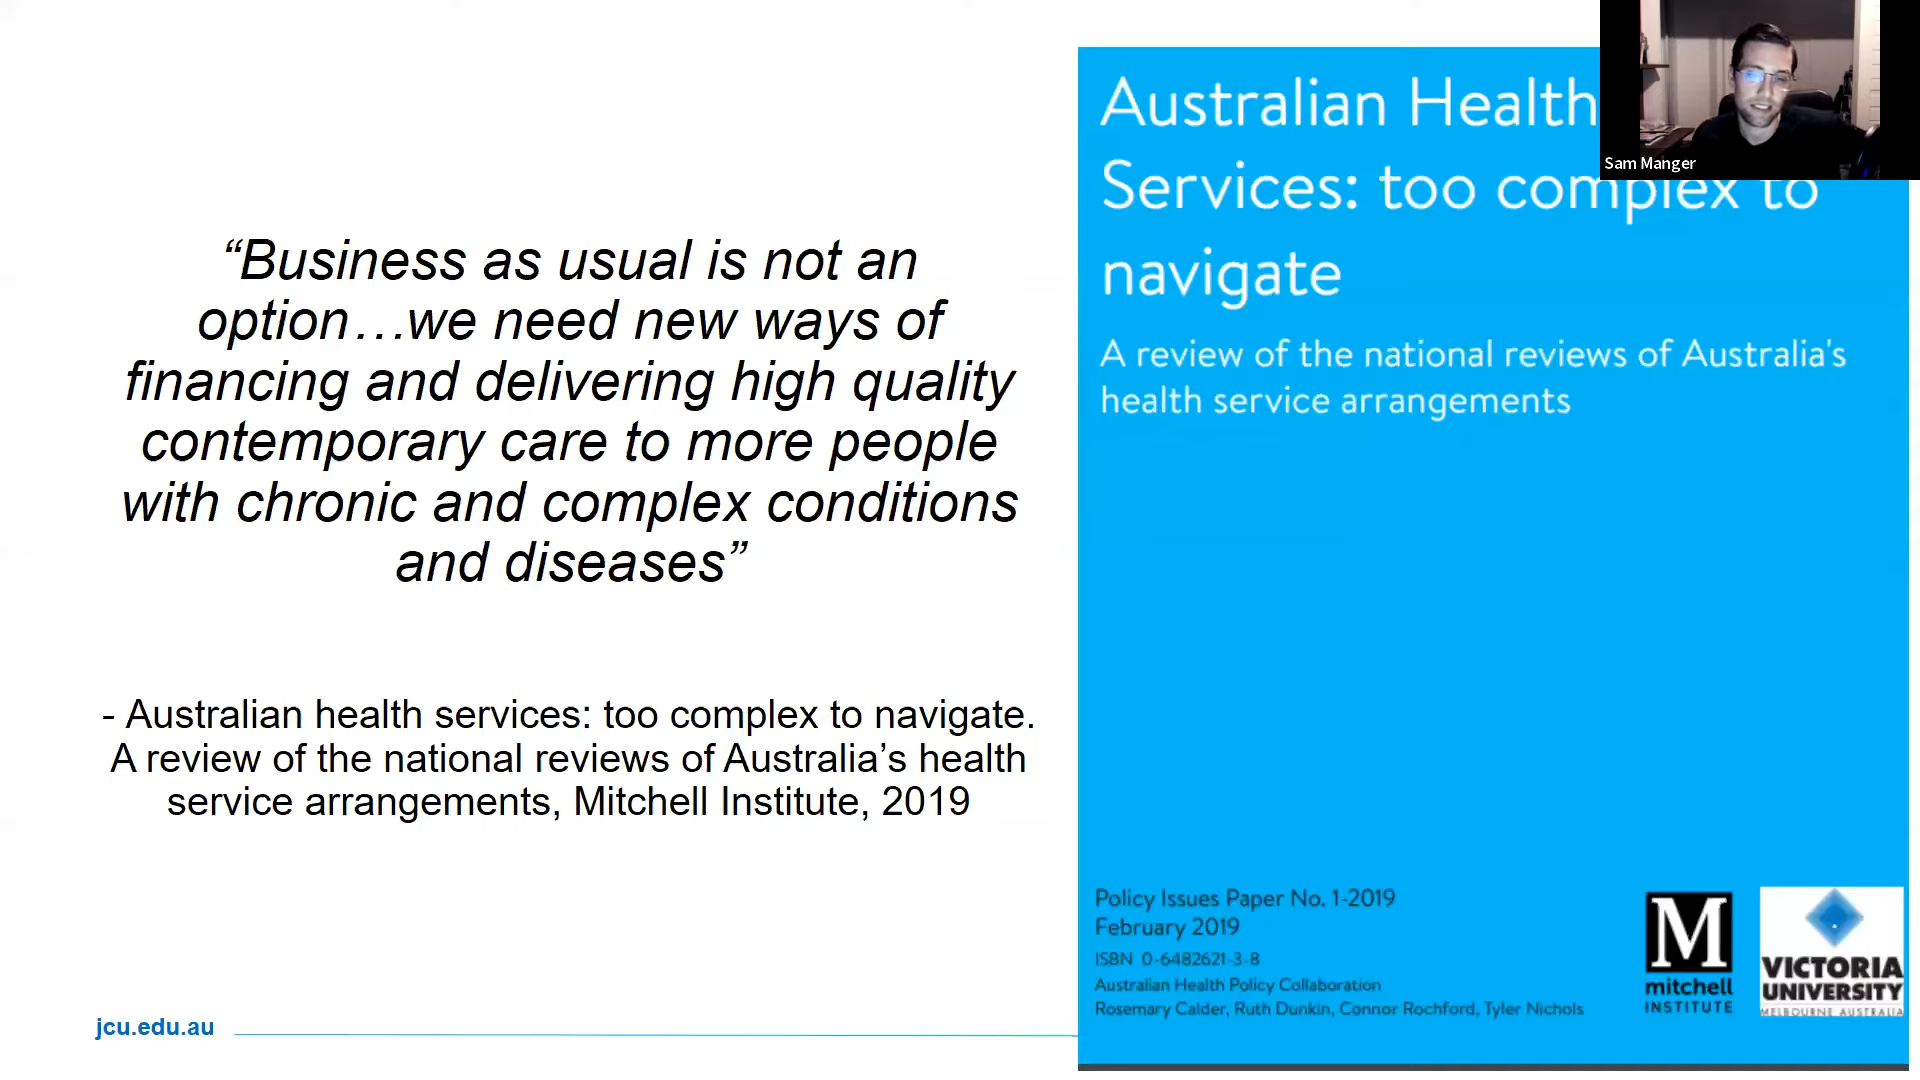 “Business as usual is not an
option…we need new ways of
financing and delivering high quality
contemporary care to more people
with chronic and complex conditions
and diseases”
- Australian health services: too complex to navigate.
A review of the national reviews of Australia’s health
service arrangements, Mitchell Institute, 2019
jcu.edu.au
Australian Health
Services: too complex to
navigate
A review of the national reviews of Australia's
health service arrangements
Policy Issues Paper No. 1-2019
February 2019
ISBN 0-6482621-3-8
Australian Health Policy Collaboration
Rosemary Calder, Ruth Dunkin, Connor Rochford, Tyler Nichols
M
mitchell
INSTITUTE
VICTORIA
UNIVERSITY
MELBOURNE AUSTRALIA
Sam Manger